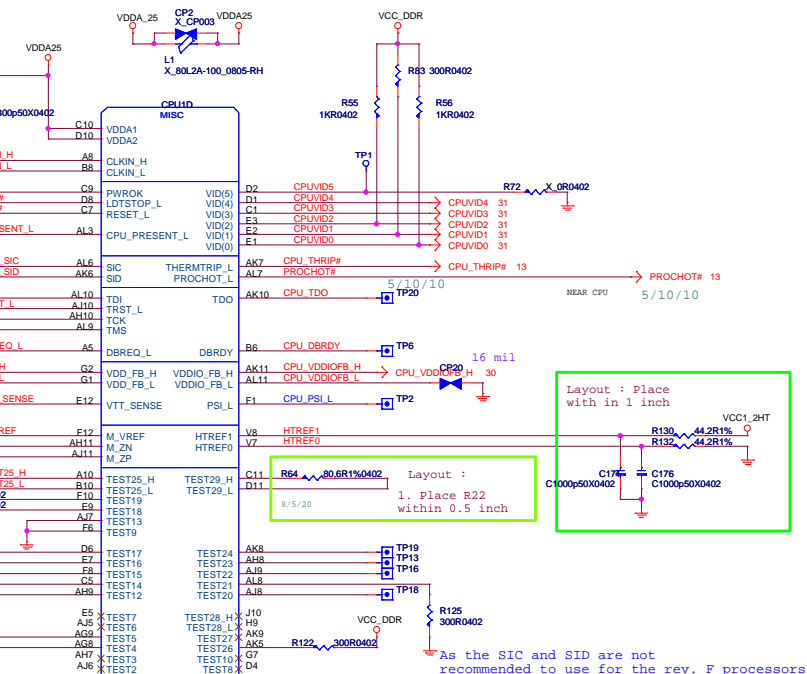 CP2
VDDA_25
X_CP003
VDDA25
VCC_DDR
VDDA25
L1
X_80L2A-100_0805-RH
R83 300R0402
R55
1KR0402
R56
1KR0402
CPU1D
MISC
C10 VDDA1
D10 VDDA2
A8 CLKIN_H
B8 CLKIN_L
TP1
C9 PWROK VID(5) D2 CPUVID5
R72 X_0R0402
D8 LDTSTOP_L VID(4) D1 CPUVID4 CPUVID4 31
C7 RESET_L VID(3) C1 CPUVID3 CPUVID3 31
VID(2) E3 CPUVID2 CPUVID2 31
AL3 CPU_PRESENT_L VID(1) E2 CPUVID1 CPUVID1 31
VID(0) E1 CPUVID0 CPUVID0 31
SENT_L
_SIC AL6 SIC THERMTRIP_L AK7 CPU_THRIP# CPU_THRIP# 13
_SID AK6 SID PROCHOT_L AL7 PROCHOT# PROCHOT# 13
5/10/10
NEAR CPU
5/10/10
AL10 TDI TDO AK10 CPU_TDO TP20
AJ10 TRST_L
AH10 TCK
AL9 TMS
EQ_L A5 DBREQ_L DBRDY B6 CPU_DBRDY TP6
16 mil
G2 VDD_FB_H VDDIO_FB_H AK11 CPU_VDDIOFB_H CPU_VDDIOFB_H 30
G1 VDD_FB_L VDDIO_FB_L AL11 CPU_VDDIOFB_L CP20
_SENSE E12 VTT_SENSE PSI_L F1 CPU_PSI_L TP2
Layout : Place
with in 1 inch
VCC1_2HT
REF F12 M_VREF HTREF1 V8 HTREF1 R130 44.2R1%
AH11 M_ZN HTREF0 V7 HTREF0 R132 44.2R1%
AJ11 M_ZP
C176
C1000p50X0402 C1000p50X0402
A10 TEST25_H TEST29_H C11 R64 80.6R1%0402
B10 TEST25_L TEST29_L D11
Layout :
1. Place R22
within 0.5 inch
8/5/20
F10 TEST19
E9 TEST18
AJ7 TEST13
F6 TEST9
D6 TEST17 TEST24 AK8 TP19
E7 TEST16 TEST23 AH8 TP13
F8 TEST15 TEST22 AJ9 TP16
C5 TEST14 TEST21 AL8
AH9 TEST12 TEST20 AJ8 TP18
R125
300R0402
E5 TEST7 TEST28_H J10
AJ5 TEST6 TEST28_L H9
AG9 TEST5 TEST27 AK9
AG8 TEST4 TEST26 AK5 R122 300R0402
VCC_DDR
AH7 TEST3 TEST10 G7
AJ6 TEST2 TEST8 D4
As the SIC and SID are not
recommended to use for the rev. F processors